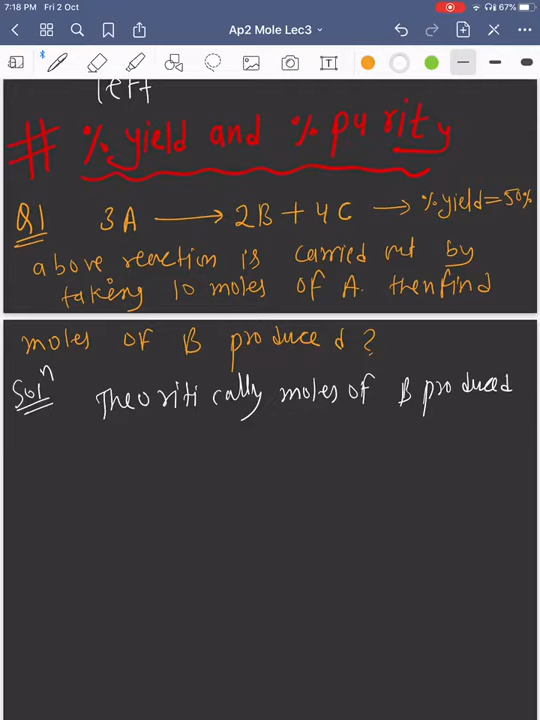 7:18 PM Fri 2 Oct
67%
Ap2 Mole Lec3
T
left
# % yield and % purity
Q1 3A → 2B + 4C → % yield = 50%
above reaction is carried out by
taking 10 moles of A. then find
moles of B produced ?
Solⁿ Theoritically moles of B produced